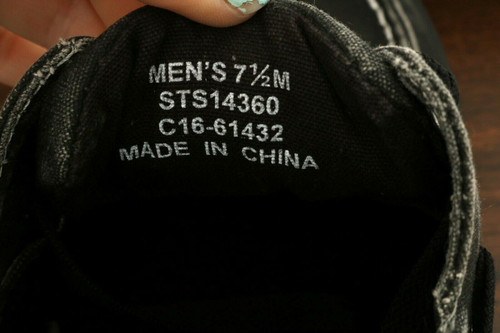 MEN'S 7½M
STS14360
C16-61432
MADE IN CHINA